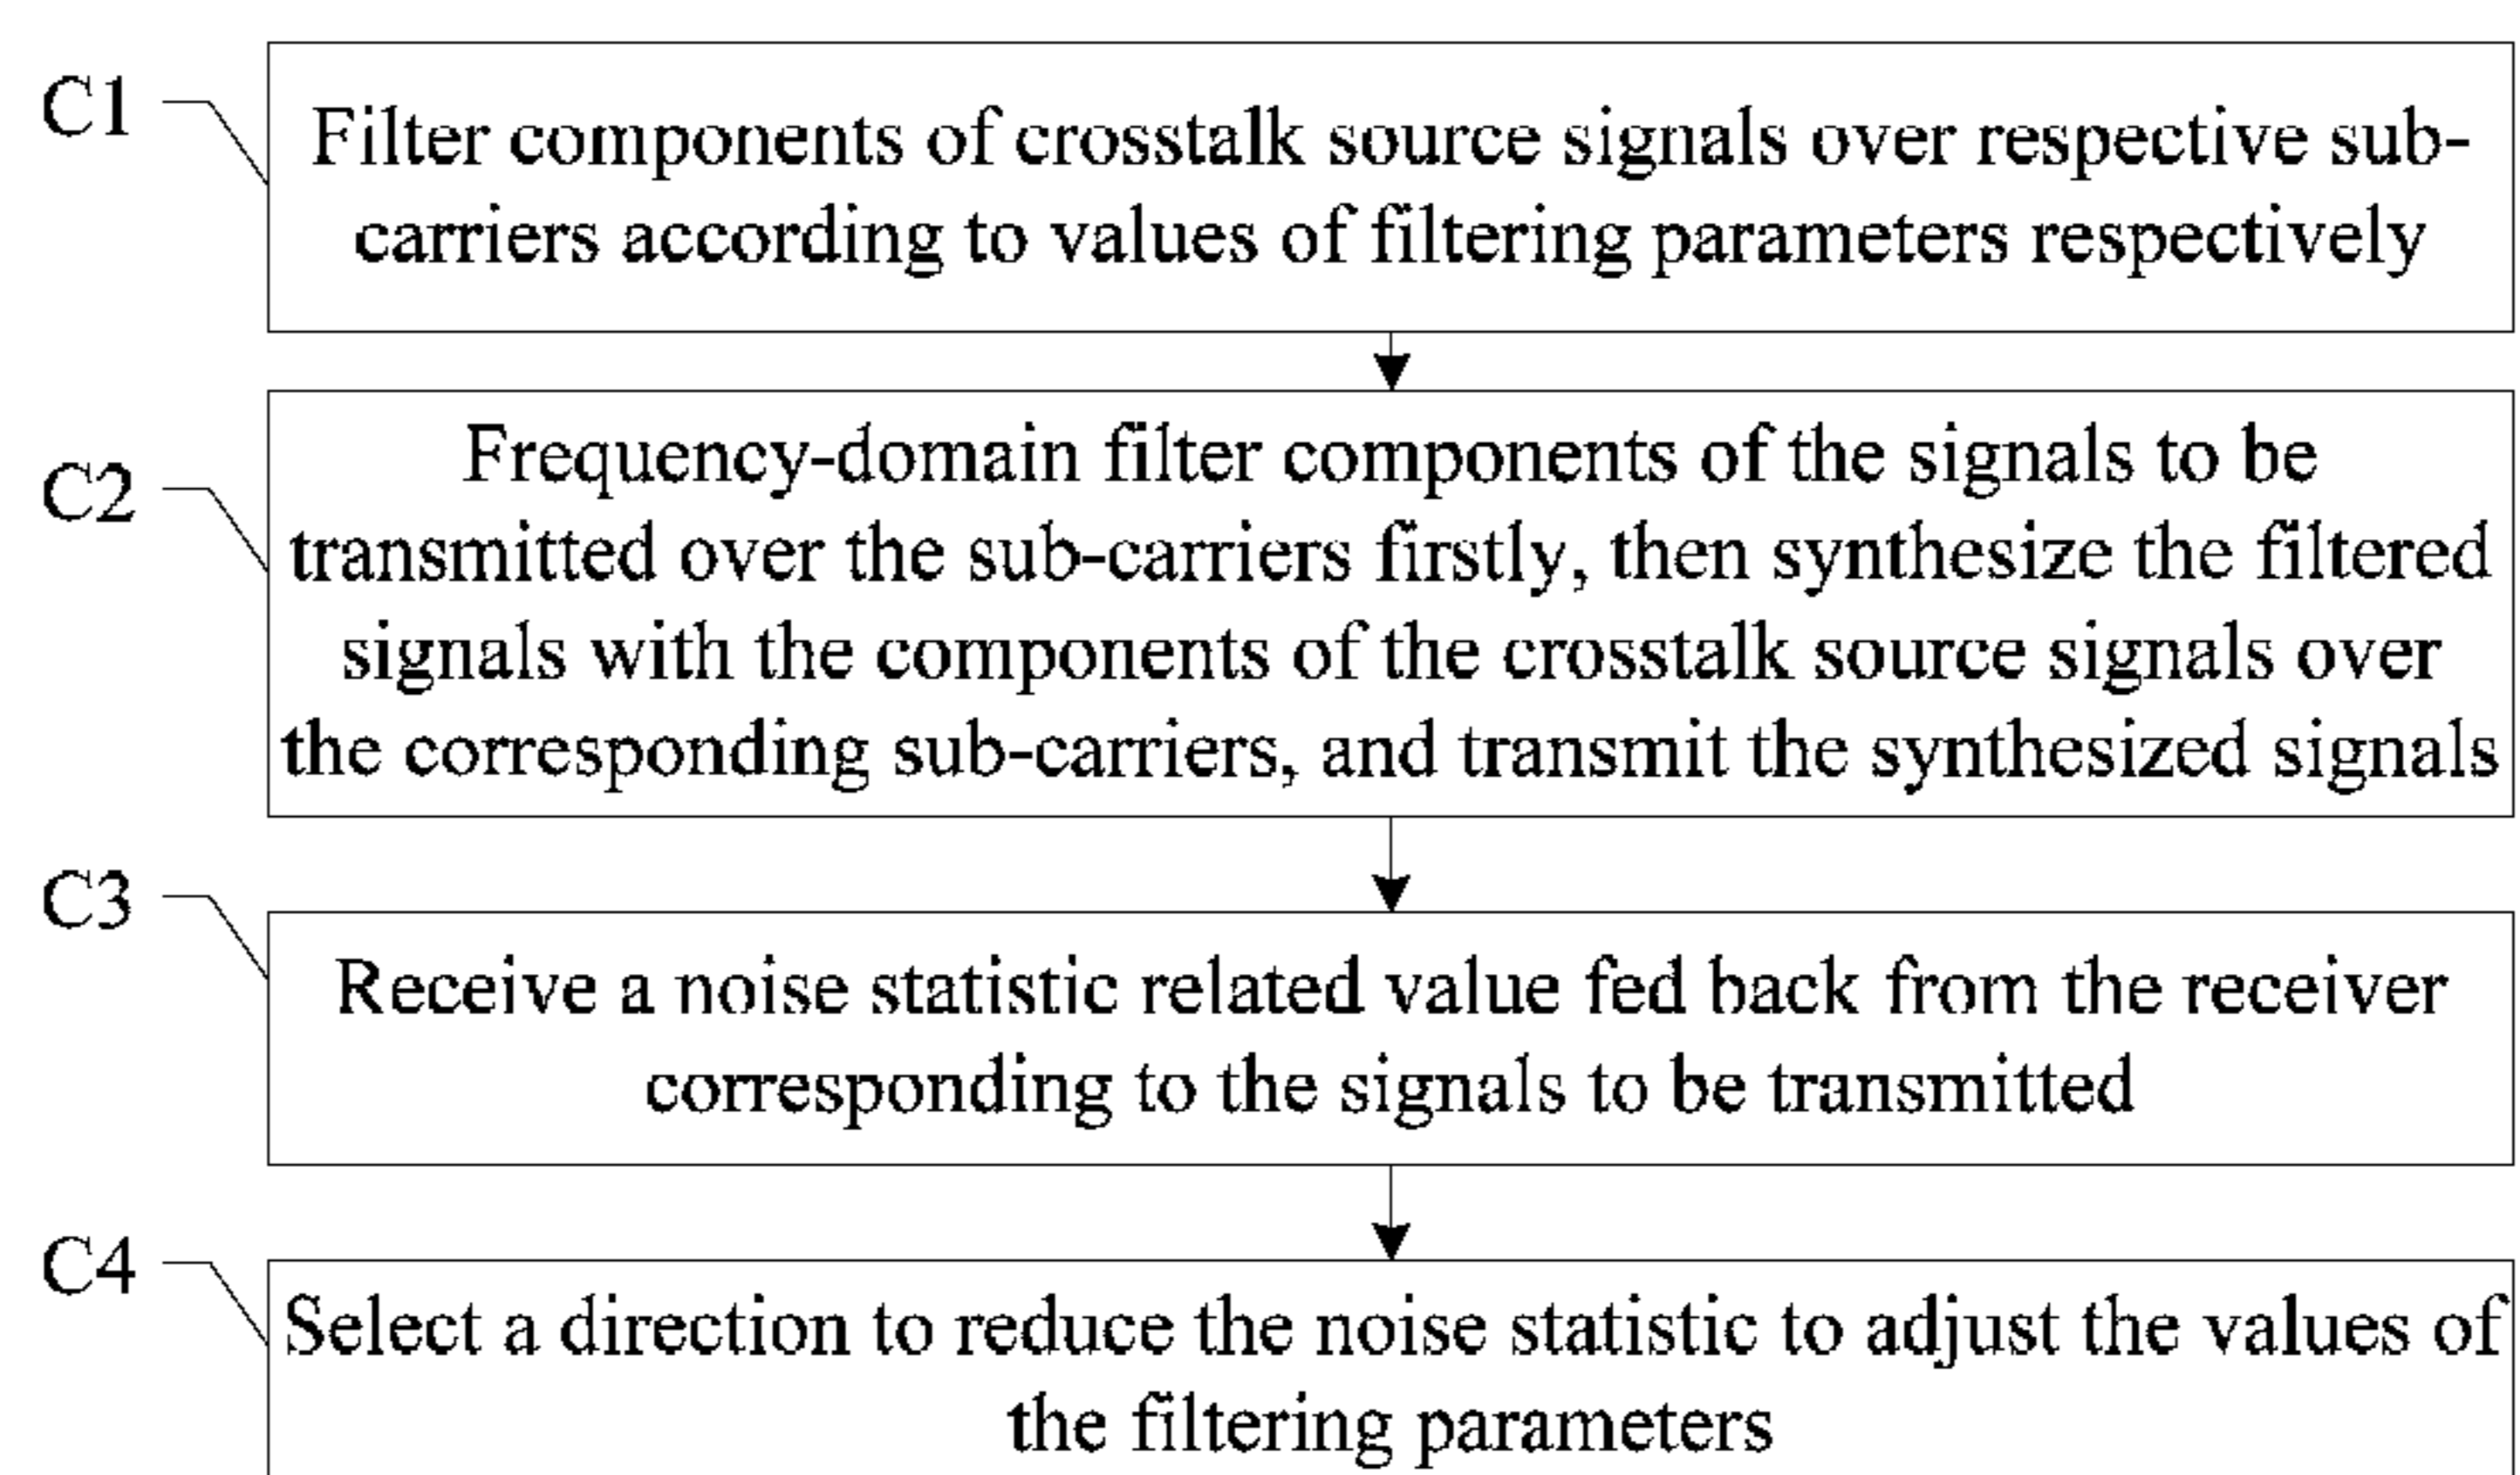 C1
Filter components of crosstalk source signals over respective sub-
carriers according to values of filtering parameters respectively
C2
Frequency-domain filter components of the signals to be
transmitted over the sub-carriers firstly, then synthesize the filtered
signals with the components of the crosstalk source signals over
the corresponding sub-carriers, and transmit the synthesized signals
C3
Receive a noise statistic related value fed back from the receiver
corresponding to the signals to be transmitted
C4
Select a direction to reduce the noise statistic to adjust the values of
the filtering parameters